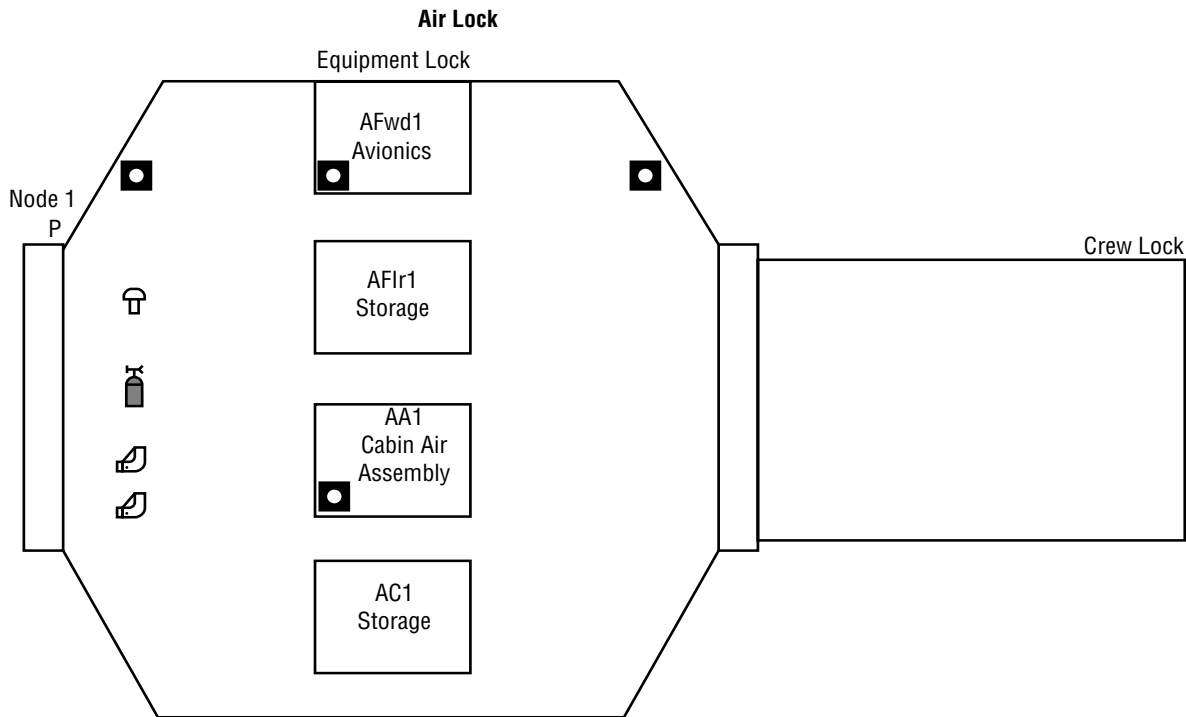 Air Lock
Equipment Lock
AFwd1
Avionics
Node 1
P
Crew Lock
AFlr1
Storage
AA1
Cabin Air
Assembly
AC1
Storage